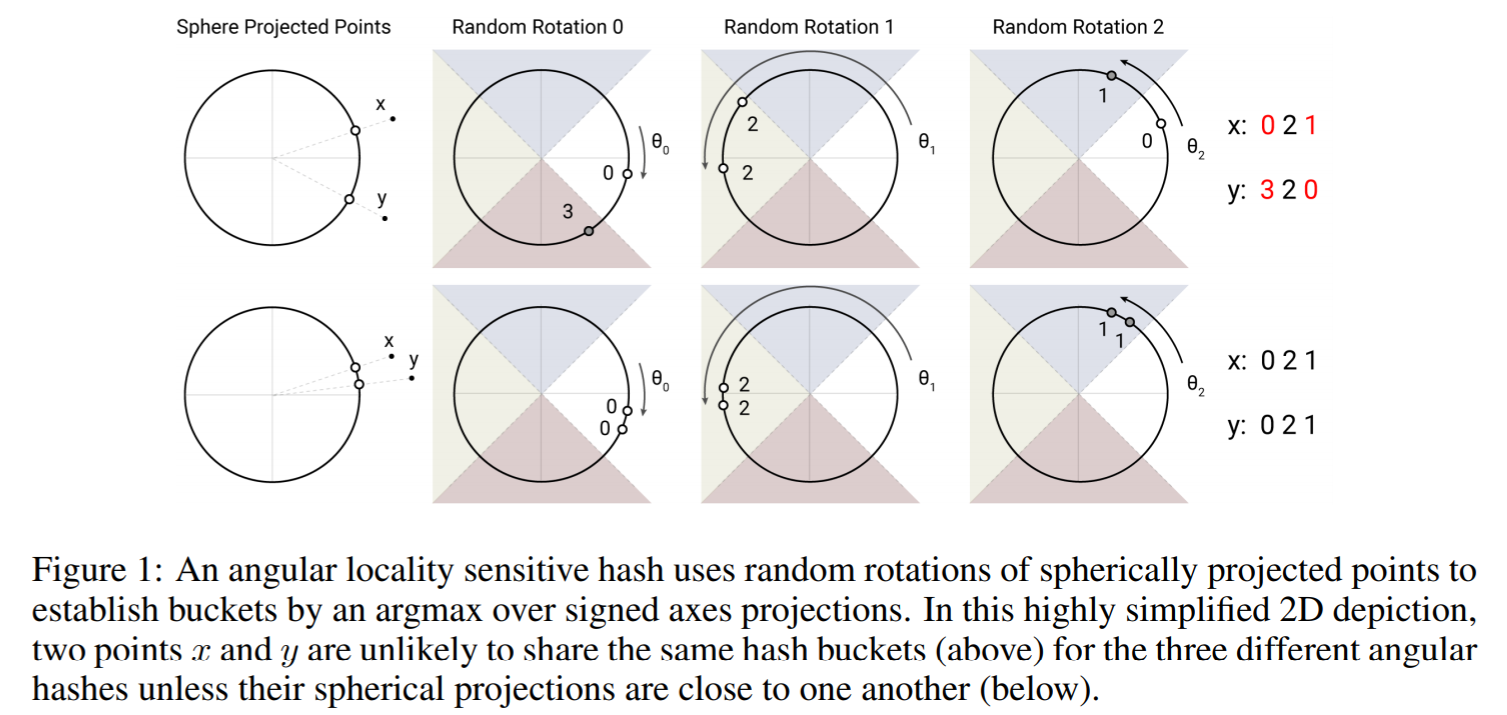 Sphere Projected Points
Random Rotation 0
Random Rotation 1
Random Rotation 2
x
y
0
3
θ0
2
2
θ1
1
0
θ2
x: 0 2 1
y: 3 2 0
x
y
0
0
θ0
2
2
θ1
1
1
θ2
x: 0 2 1
y: 0 2 1
Figure 1: An angular locality sensitive hash uses random rotations of spherically projected points to
establish buckets by an argmax over signed axes projections. In this highly simplified 2D depiction,
two points x and y are unlikely to share the same hash buckets (above) for the three different angular
hashes unless their spherical projections are close to one another (below).